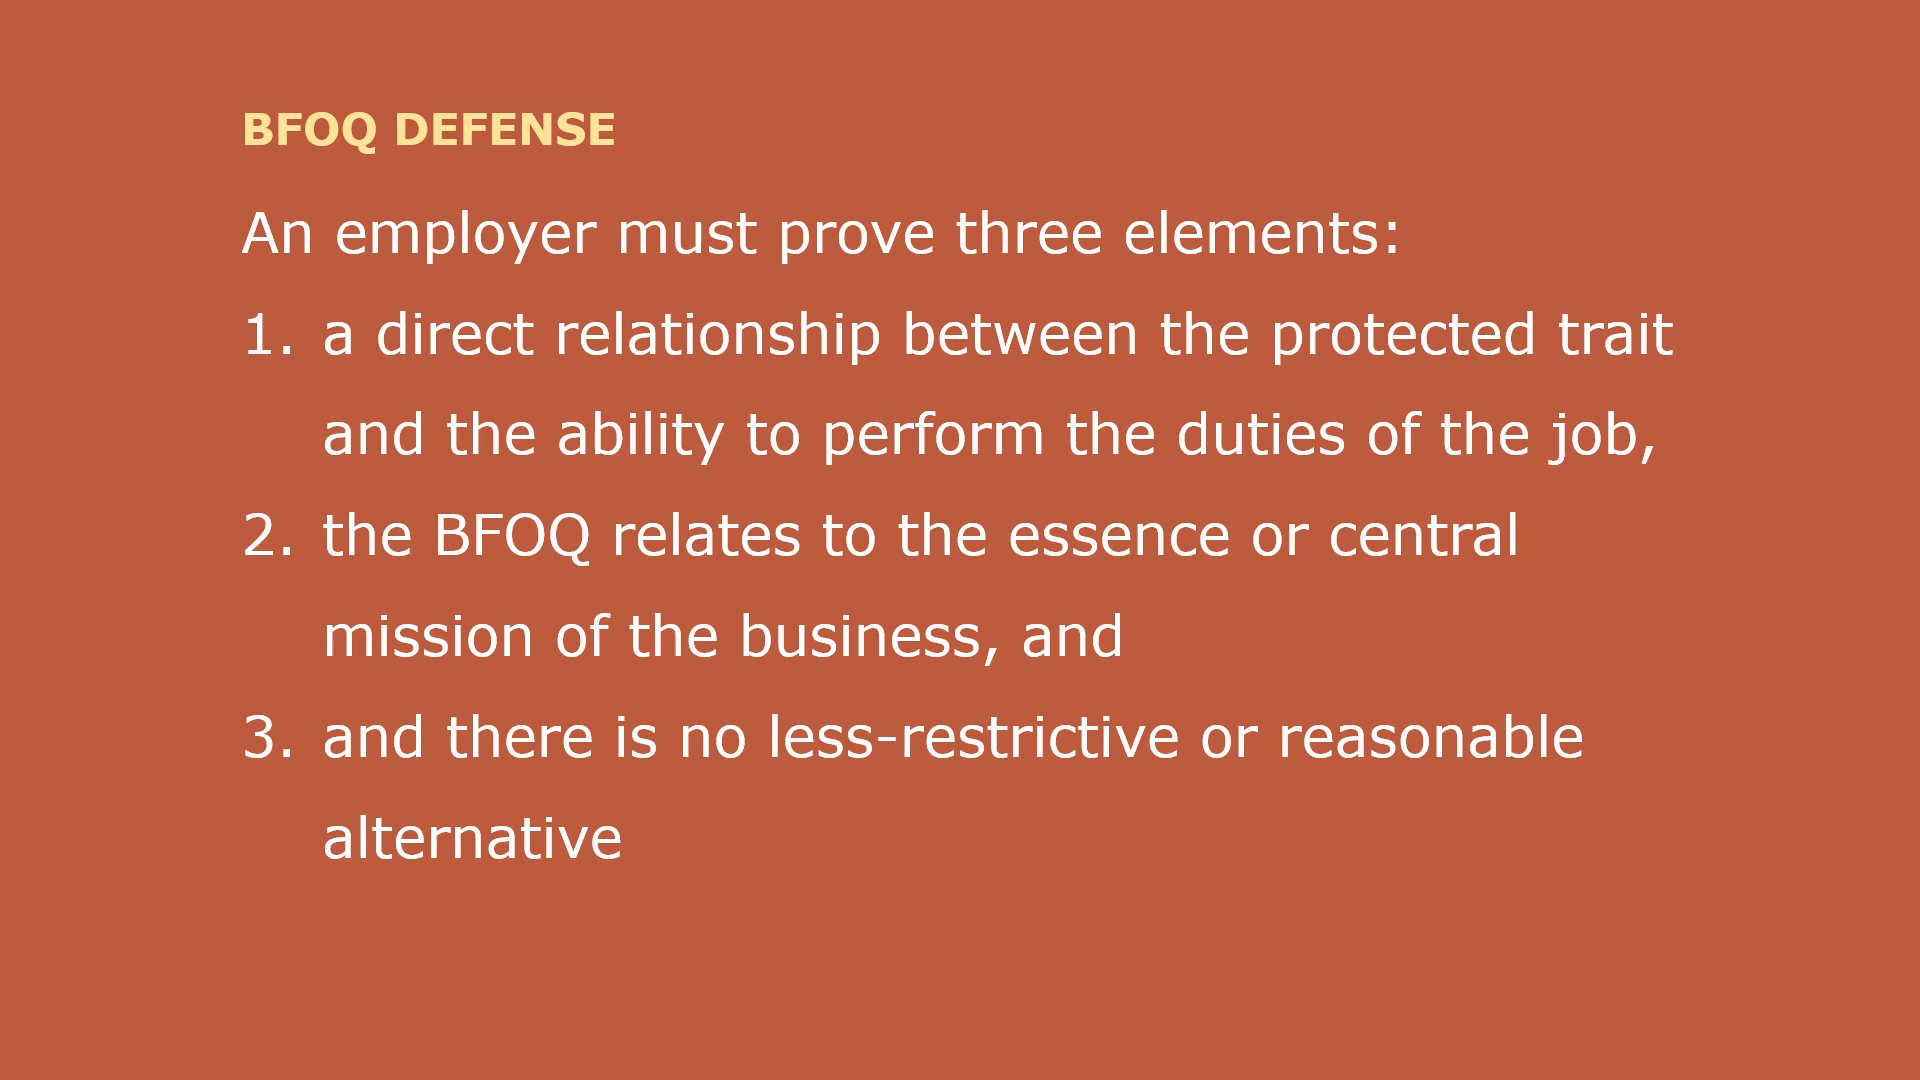 BFOQ DEFENSE
An employer must prove three elements:
1. a direct relationship between the protected trait
and the ability to perform the duties of the job,
2. the BFOQ relates to the essence or central
mission of the business, and
3. and there is no less-restrictive or reasonable
alternative